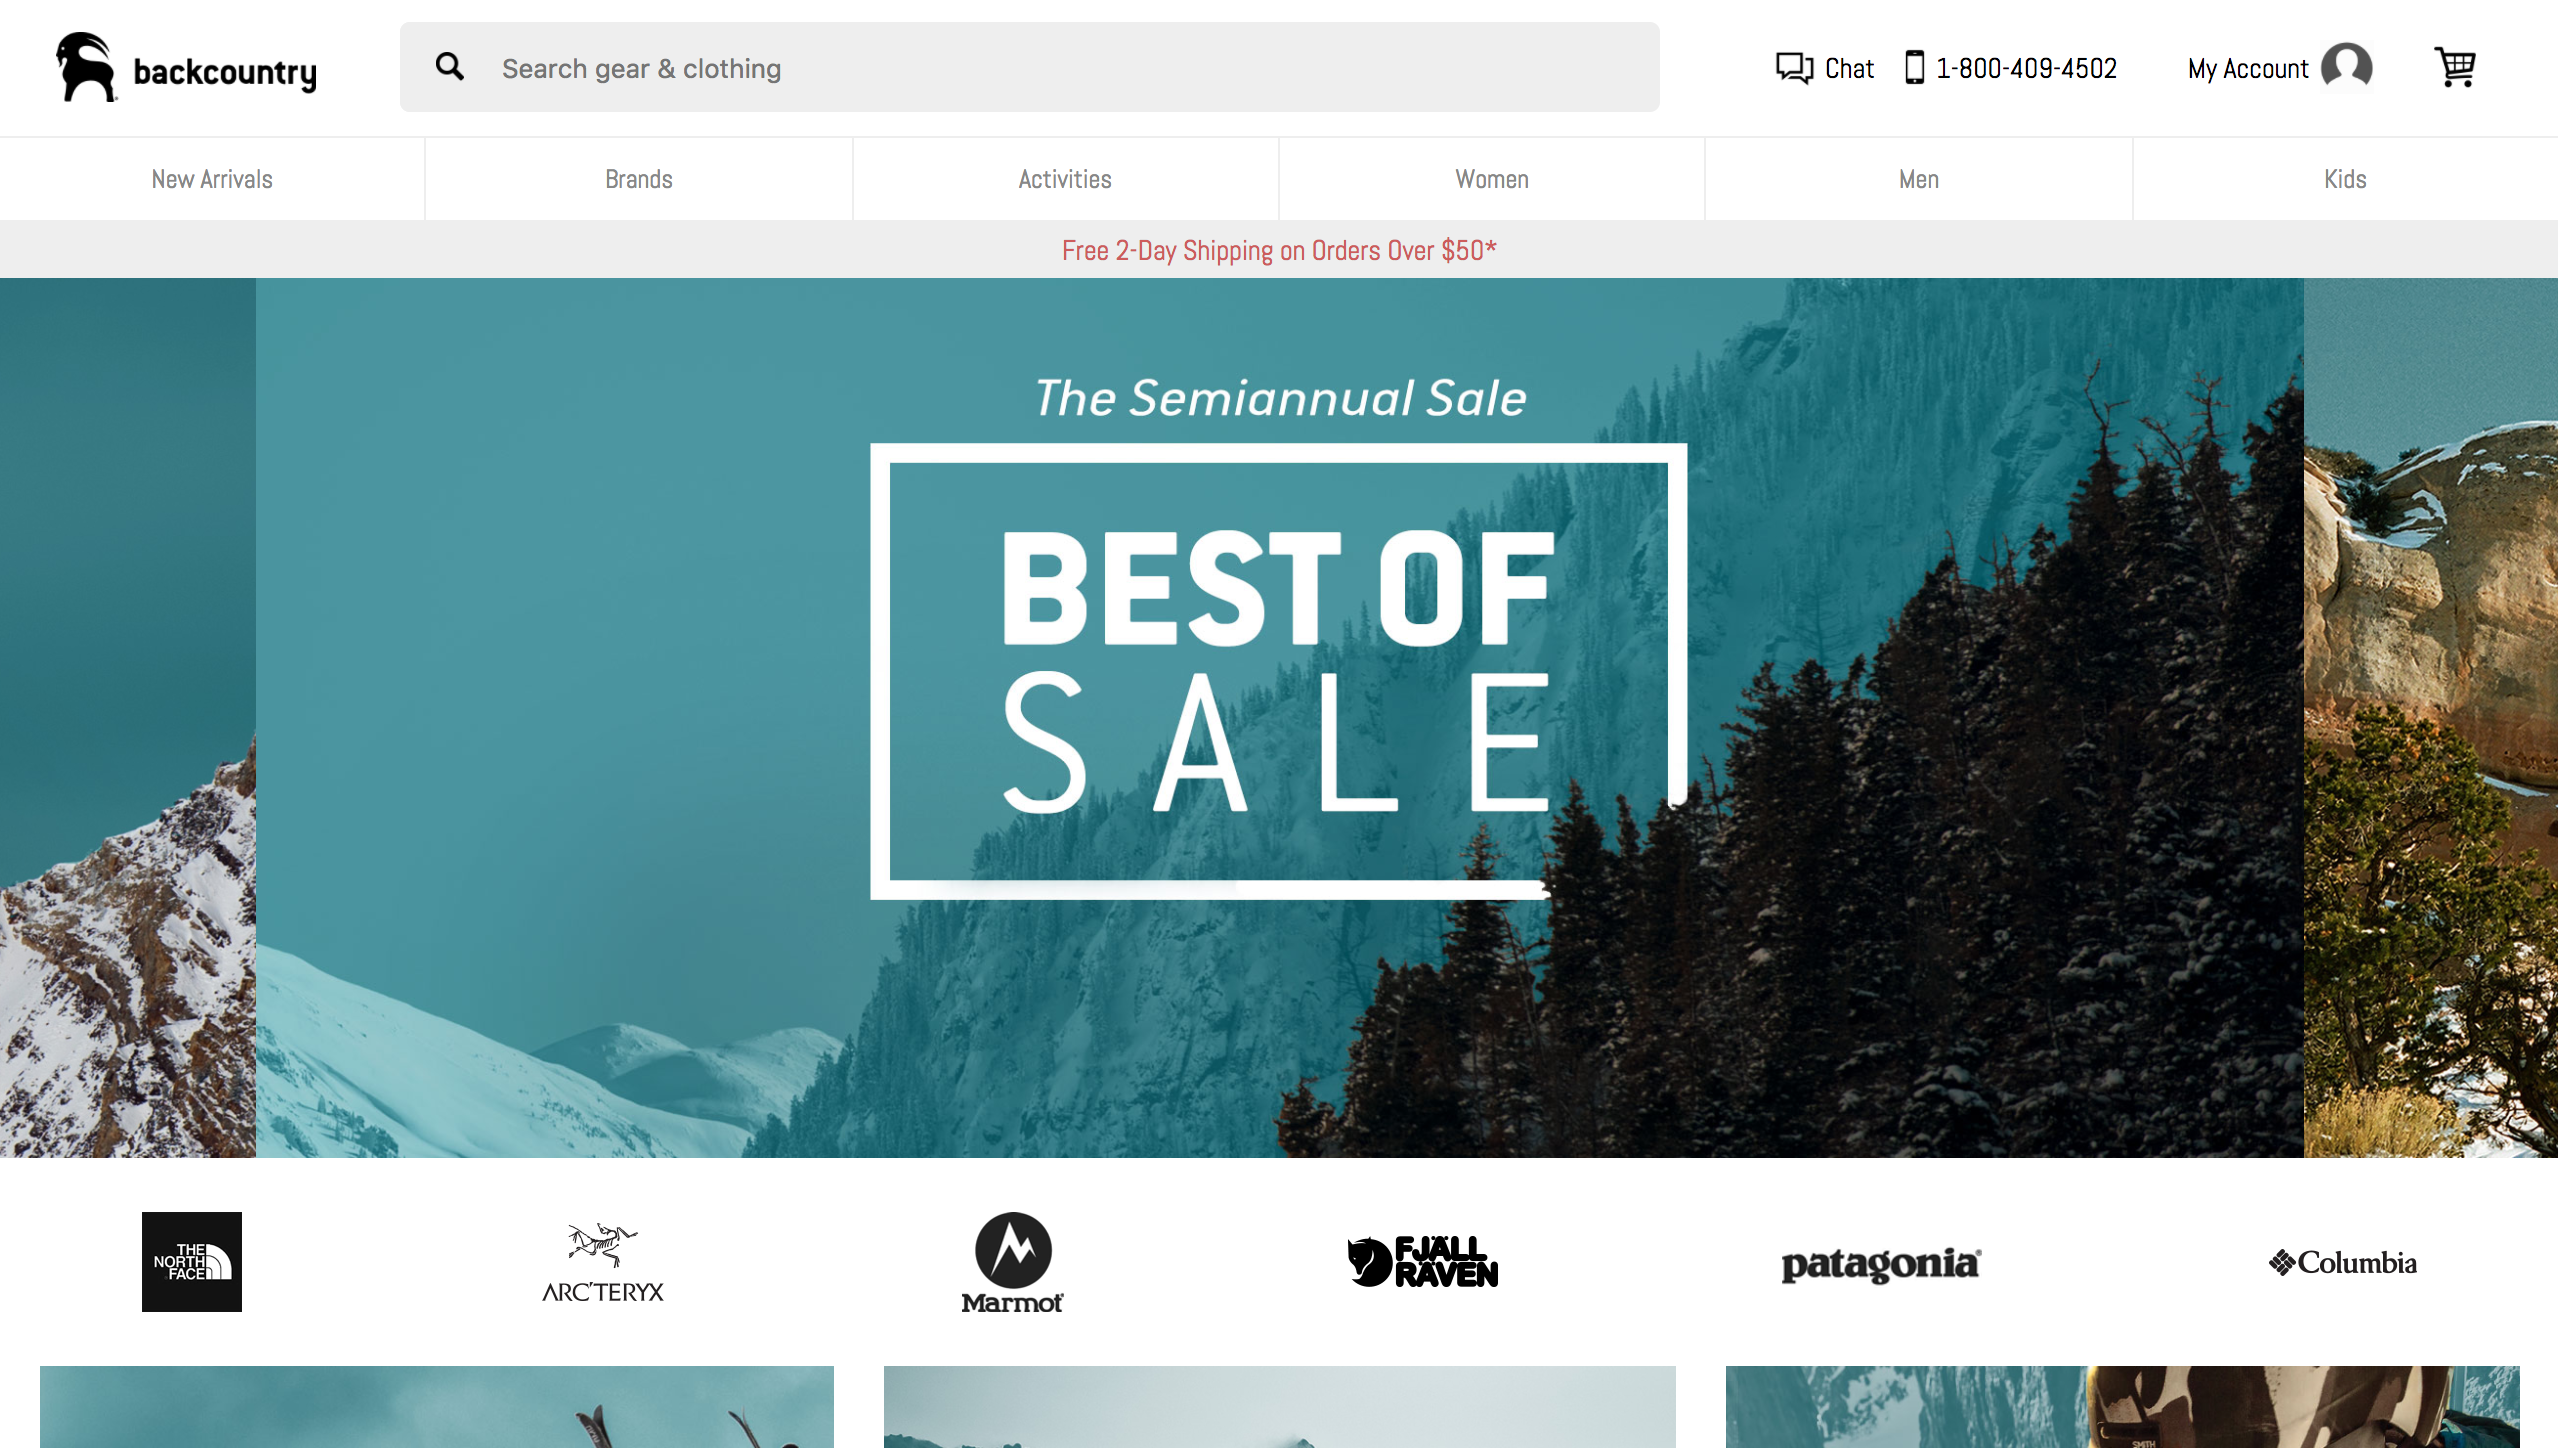 backcountry
Search gear & clothing
Chat
1-800-409-4502
My Account
New Arrivals
Brands
Activities
Women
Men
Kids
Free 2-Day Shipping on Orders Over $50*
The Semiannual Sale
BEST OF
SALE
THE
NORTH
FACE
ARC'TERYX
Marmot
FJÄLL
RÄVEN
patagonia®
Columbia
SMITH